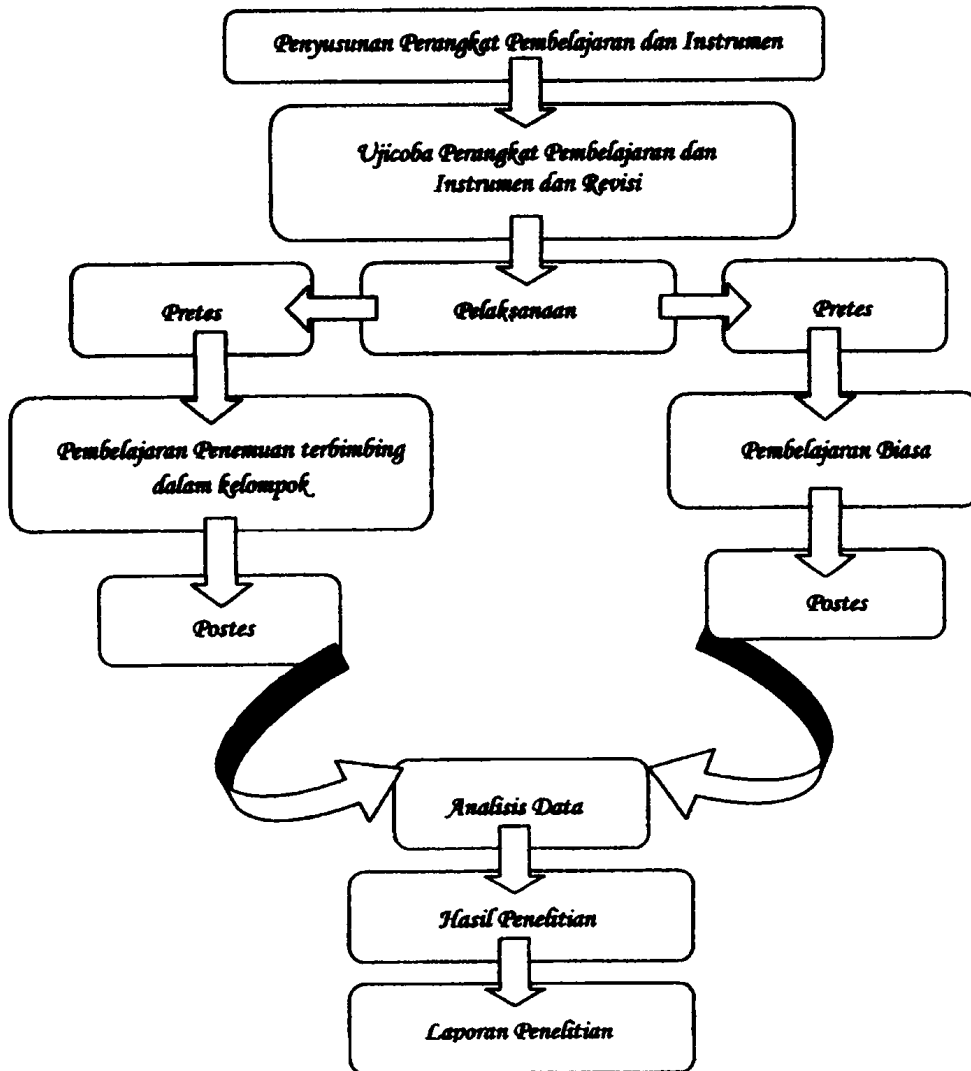 Penyusunan Perangkat Pembelajaran dan Instrumen
Ujicoba Perangkat Pembelajaran dan
Instrumen dan Revisi
Pretes
Pelaksanaan
Pretes
Pembelajaran Penemuan terbimbing
dalam kelompok
Pembelajaran Biasa
Postes
Postes
Analisis Data
Hasil Penelitian
Laporan Penelitian